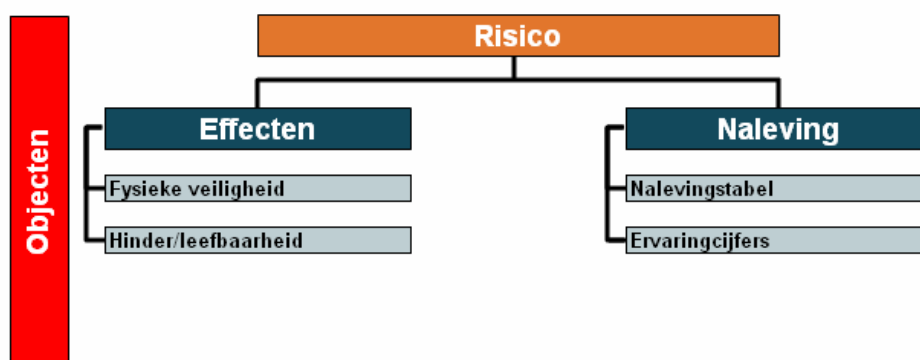 Objecten
Risico
Effecten
Fysieke veiligheid
Hinder/leefbaarheid
Naleving
Nalevingstabel
Ervaringcijfers